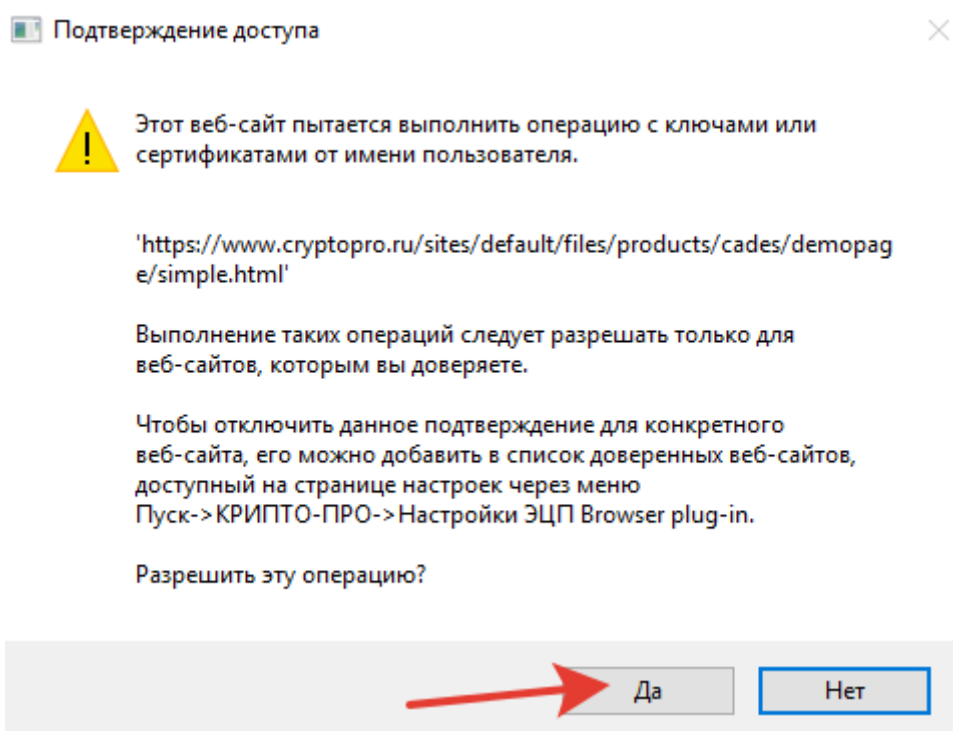 Подтверждение доступа
Этот веб-сайт пытается выполнить операцию с ключами или
сертификатами от имени пользователя.
'https://www.cryptopro.ru/sites/default/files/products/cades/demopag
e/simple.html'
Выполнение таких операций следует разрешать только для
веб-сайтов, которым вы доверяете.
Чтобы отключить данное подтверждение для конкретного
веб-сайта, его можно добавить в список доверенных веб-сайтов,
доступный на странице настроек через меню
Пуск->КРИПТО-ПРО->Настройки ЭЦП Browser plug-in.
Разрешить эту операцию?
Да Нет